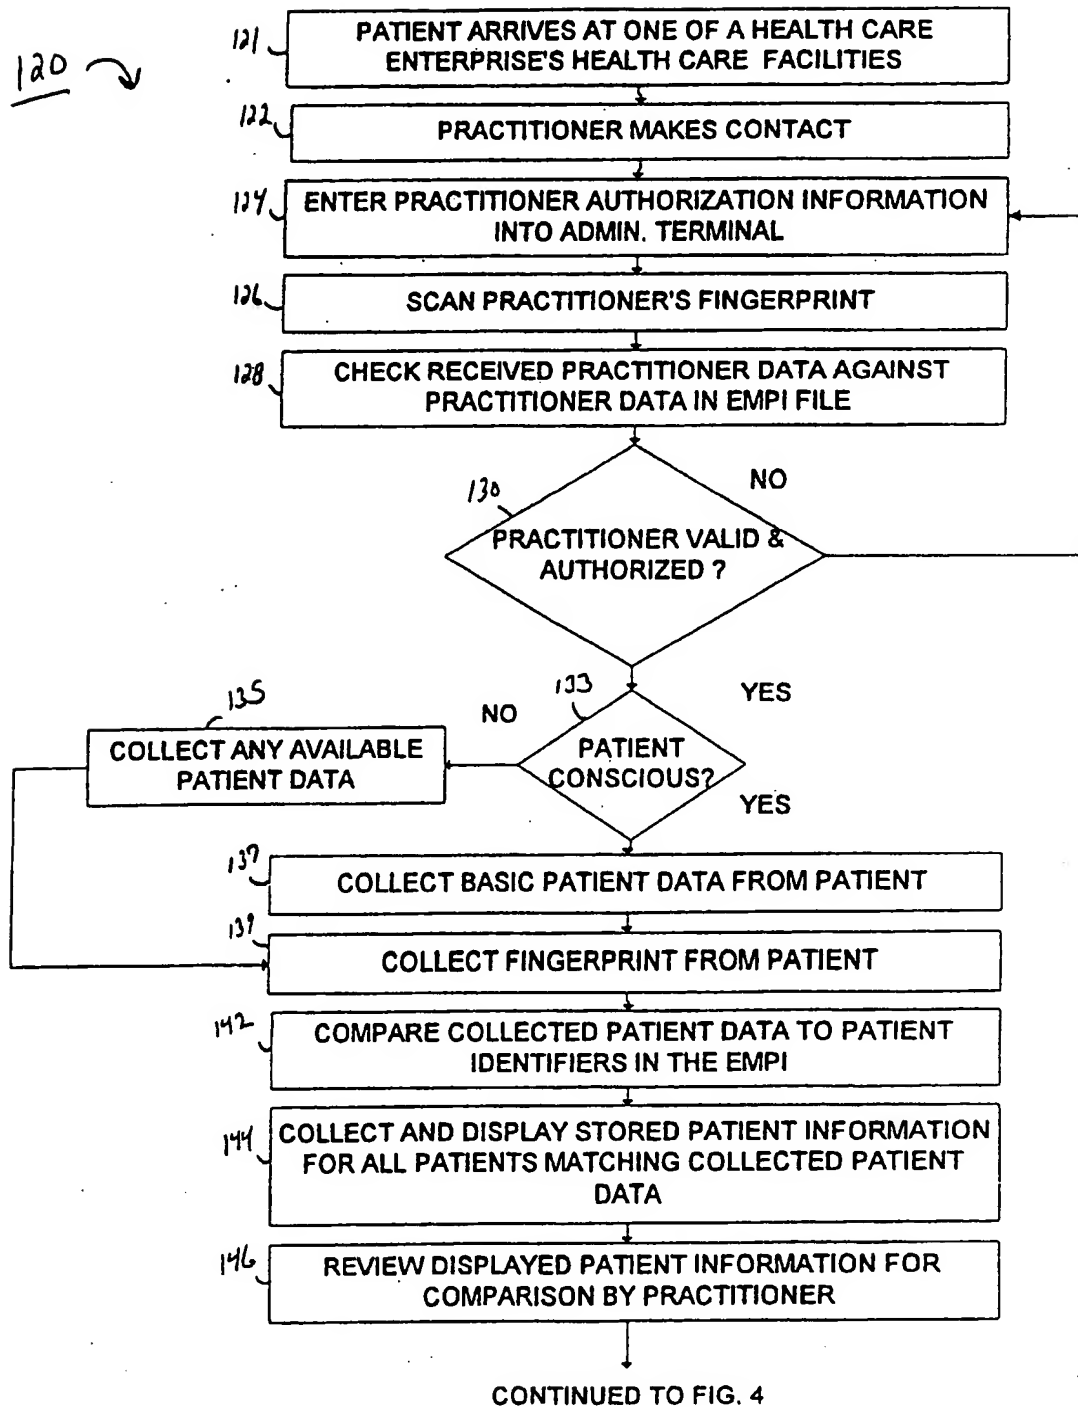 120
121
PATIENT ARRIVES AT ONE OF A HEALTH CARE
ENTERPRISE'S HEALTH CARE FACILITIES
122
PRACTITIONER MAKES CONTACT
124
ENTER PRACTITIONER AUTHORIZATION INFORMATION
INTO ADMIN. TERMINAL
126
SCAN PRACTITIONER'S FINGERPRINT
128
CHECK RECEIVED PRACTITIONER DATA AGAINST
PRACTITIONER DATA IN EMPI FILE
130
NO
PRACTITIONER VALID &
AUTHORIZED ?
133
YES
135
NO
COLLECT ANY AVAILABLE
PATIENT DATA
PATIENT
CONSCIOUS?
YES
137
COLLECT BASIC PATIENT DATA FROM PATIENT
139
COLLECT FINGERPRINT FROM PATIENT
142
COMPARE COLLECTED PATIENT DATA TO PATIENT
IDENTIFIERS IN THE EMPI
144
COLLECT AND DISPLAY STORED PATIENT INFORMATION
FOR ALL PATIENTS MATCHING COLLECTED PATIENT
DATA
146
REVIEW DISPLAYED PATIENT INFORMATION FOR
COMPARISON BY PRACTITIONER
CONTINUED TO FIG. 4